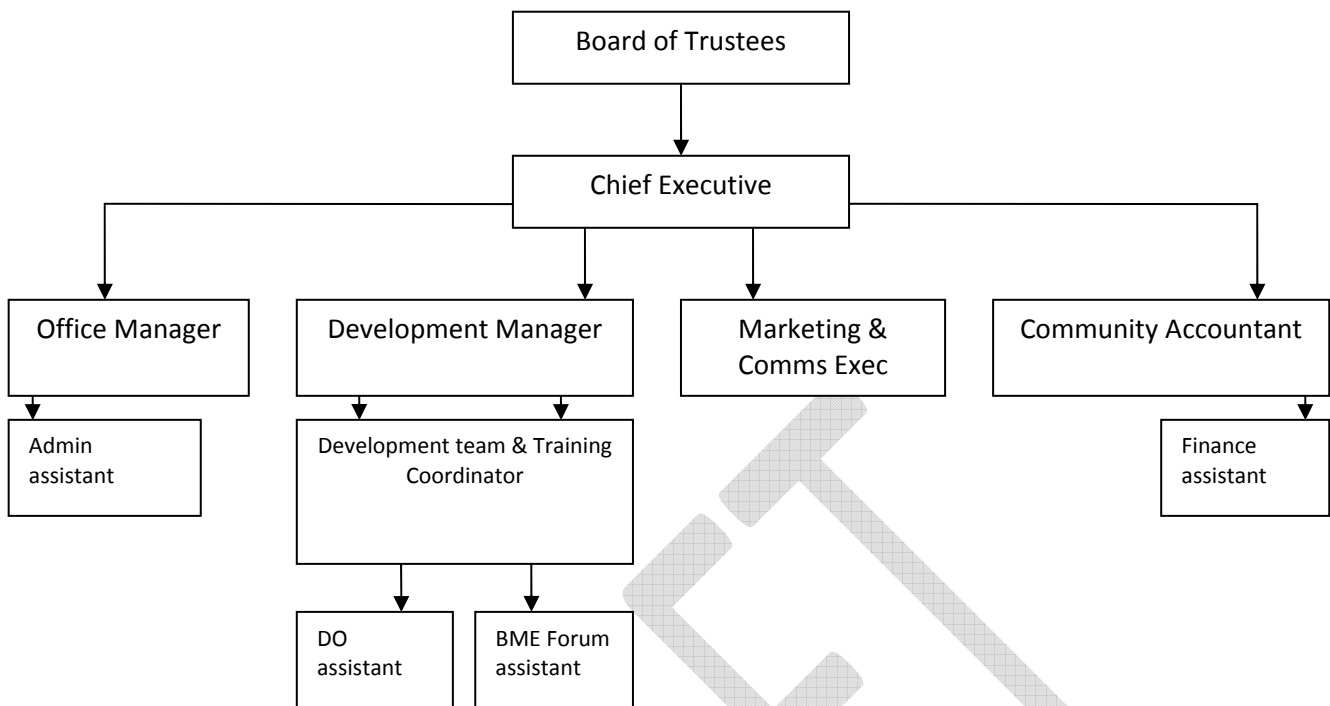 Board of Trustees
Chief Executive
Office Manager
Development Manager
Marketing &
Comms Exec
Community Accountant
Admin
assistant
Development team & Training
Coordinator
Finance
assistant
DO
assistant
BME Forum
assistant